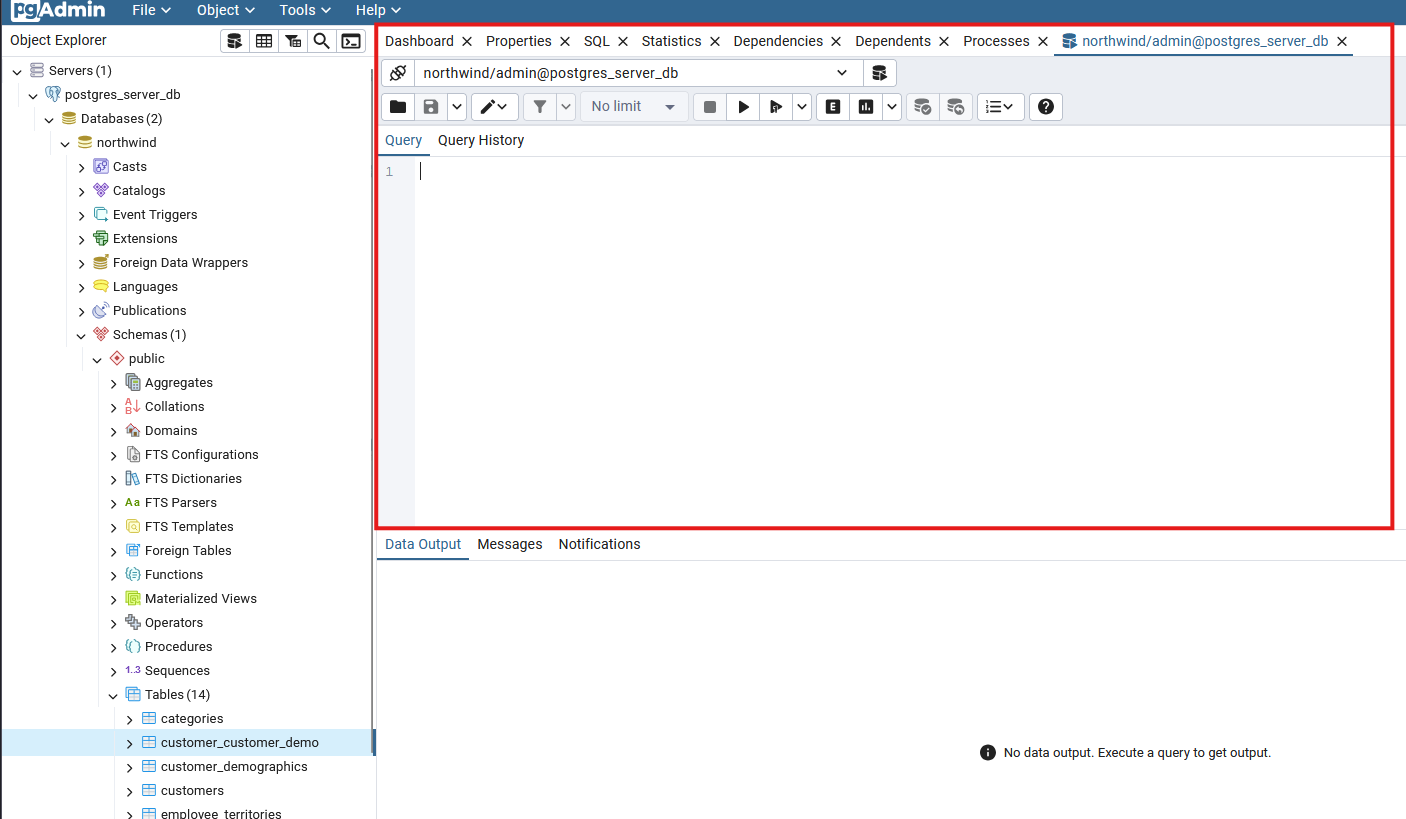 pgAdmin File Object Tools Help
Object Explorer
Dashboard Properties SQL Statistics Dependencies Dependents Processes northwind/admin@postgres_server_db
northwind/admin@postgres_server_db
No limit
E
Query Query History
1
Servers (1)
postgres_server_db
Databases (2)
northwind
Casts
Catalogs
Event Triggers
Extensions
Foreign Data Wrappers
Languages
Publications
Schemas (1)
public
Aggregates
Collations
Domains
FTS Configurations
FTS Dictionaries
Aa FTS Parsers
FTS Templates
Foreign Tables
Functions
Materialized Views
Operators
Procedures
1..3 Sequences
Tables (14)
categories
customer_customer_demo
customer_demographics
customers
employee_territories
Data Output Messages Notifications
No data output. Execute a query to get output.